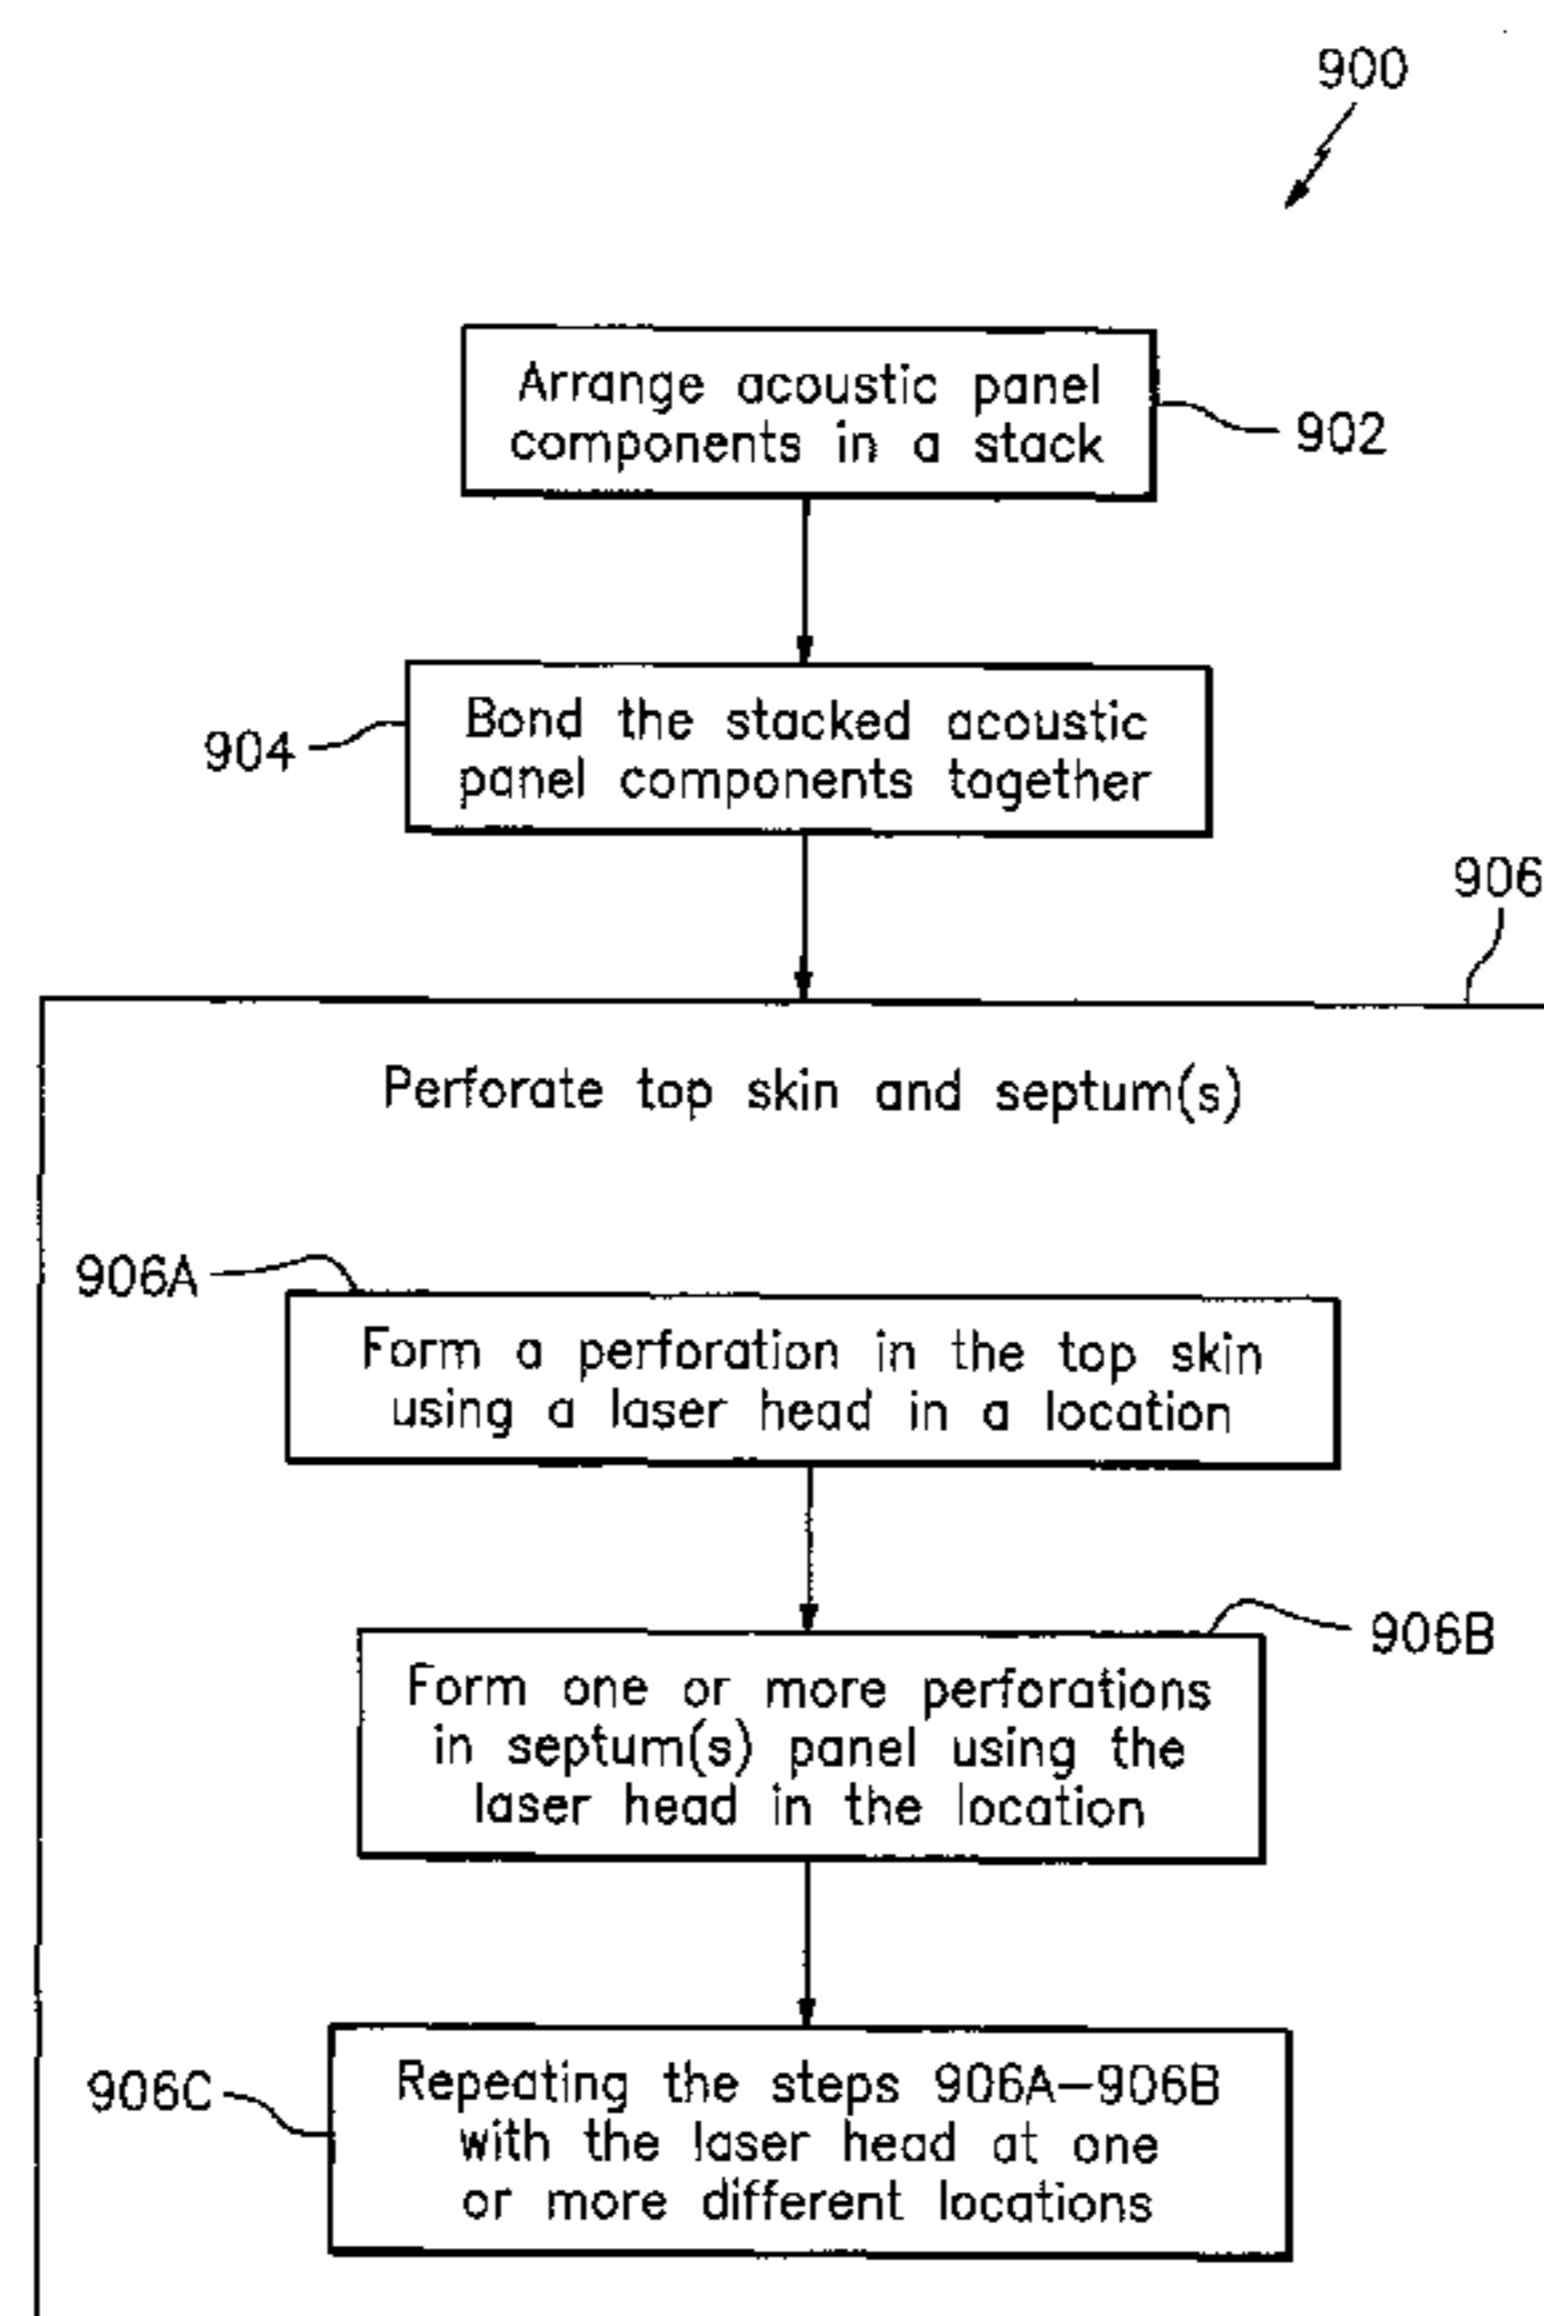 900
Arrange acoustic panel
components in a stack
902
Bond the stacked acoustic
panel components together
904
906
Perforate top skin and septum(s)
906A
Form a perforation in the top skin
using a laser head in a location
906B
Form one or more perforations
in septum(s) panel using the
laser head in the location
906C
Repeating the steps 906A-906B
with the laser head at one
or more different locations